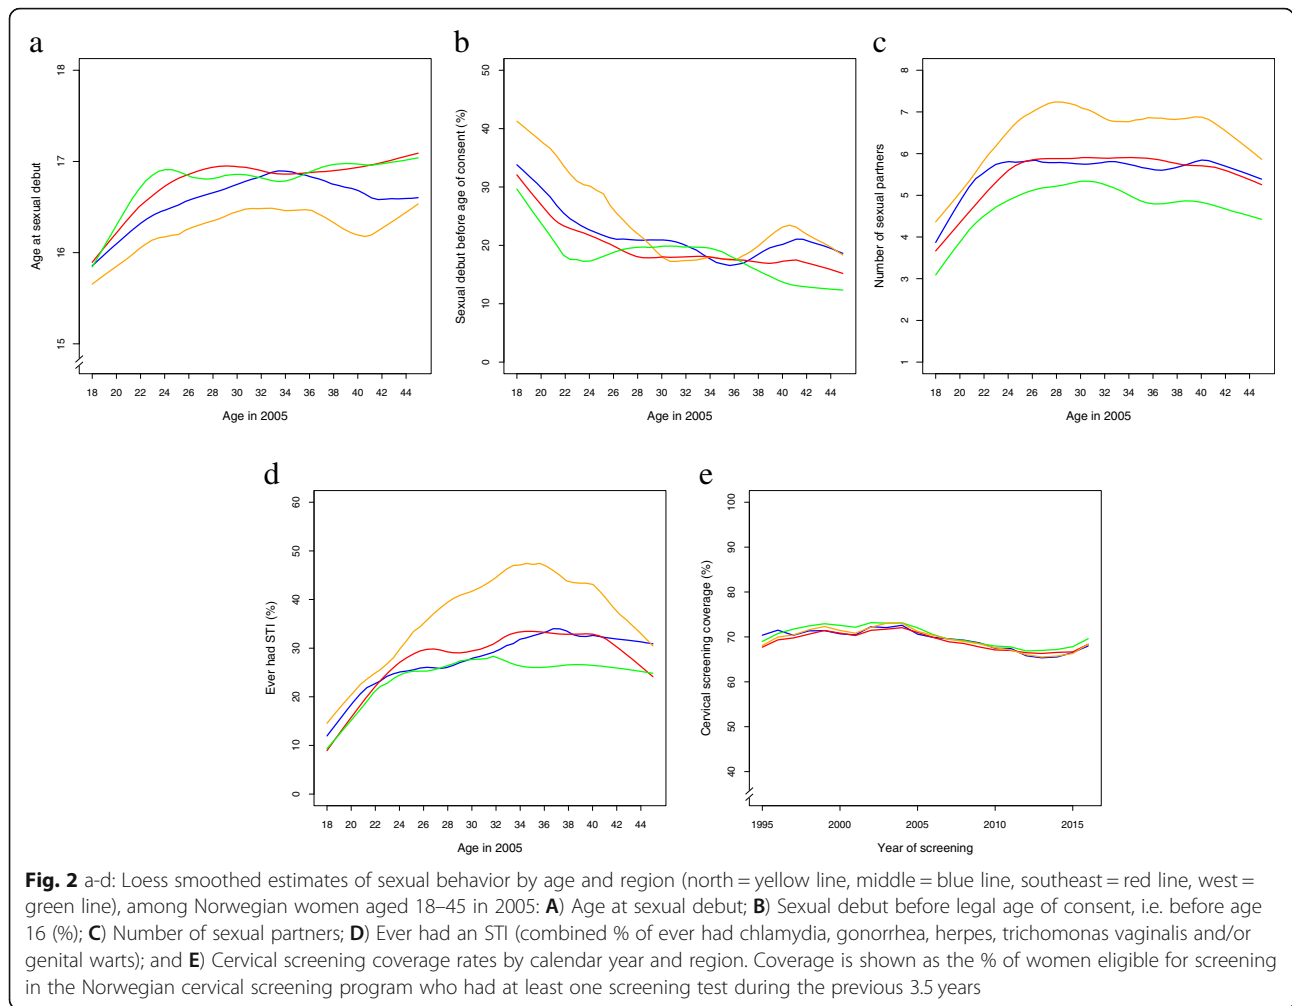 a
18
17
16
15
Age at sexual debut
18 20 22 24 26 28 30 32 34 36 38 40 42 44
Age in 2005
b
50
40
30
20
10
0
Sexual debut before age of consent (%)
18 20 22 24 26 28 30 32 34 36 38 40 42 44
Age in 2005
c
8
7
6
5
4
3
2
1
Number of sexual partners
18 20 22 24 26 28 30 32 34 36 38 40 42 44
Age in 2005
d
60
50
40
30
20
10
0
Ever had STI (%)
18 20 22 24 26 28 30 32 34 36 38 40 42 44
Age in 2005
e
100
90
80
70
60
50
40
Cervical screening coverage (%)
1995 2000 2005 2010 2015
Year of screening
Fig. 2 a-d: Loess smoothed estimates of sexual behavior by age and region (north = yellow line, middle = blue line, southeast = red line, west =
green line), among Norwegian women aged 18–45 in 2005: A) Age at sexual debut; B) Sexual debut before legal age of consent, i.e. before age
16 (%); C) Number of sexual partners; D) Ever had an STI (combined % of ever had chlamydia, gonorrhea, herpes, trichomonas vaginalis and/or
genital warts); and E) Cervical screening coverage rates by calendar year and region. Coverage is shown as the % of women eligible for screening
in the Norwegian cervical screening program who had at least one screening test during the previous 3.5 years